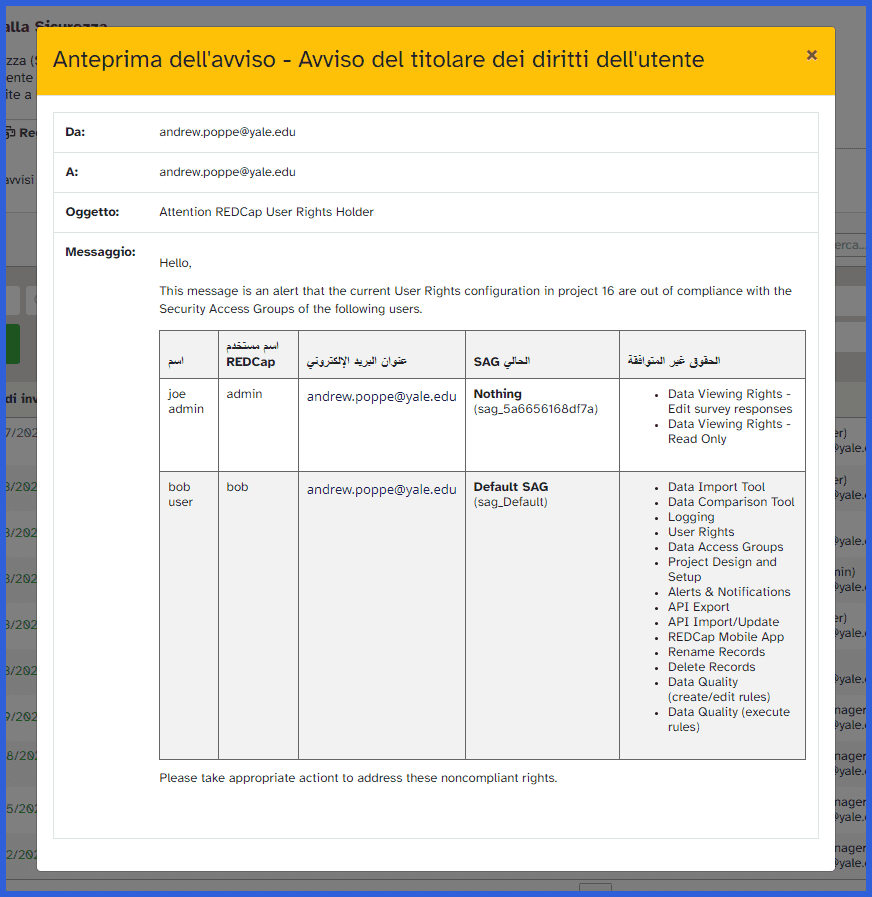 alla Sicurezza
Anteprima dell'avviso - Avviso del titolare dei diritti dell'utente
×
Da:
andrew.poppe@yale.edu
A:
andrew.poppe@yale.edu
Oggetto:
Attention REDCap User Rights Holder
Messaggio:
Hello,
This message is an alert that the current User Rights configuration in project 16 are out of compliance with the
Security Access Groups of the following users.
اسم
اسم مستخدم
REDCap
عنوان البريد الإلكتروني
SAG الحالي
الحقوق غير المتوافقة
joe
admin
admin
andrew.poppe@yale.edu
Nothing
(sag_5a6656168df7a)
• Data Viewing Rights -
Edit survey responses
• Data Viewing Rights -
Read Only
bob
user
bob
andrew.poppe@yale.edu
Default SAG
(sag_Default)
• Data Import Tool
• Data Comparison Tool
• Logging
• User Rights
• Data Access Groups
• Project Design and
Setup
• Alerts & Notifications
• API Export
• API Import/Update
• REDCap Mobile App
• Rename Records
• Delete Records
• Data Quality
(create/edit rules)
• Data Quality (execute
rules)
Please take appropriate actiont to address these noncompliant rights.